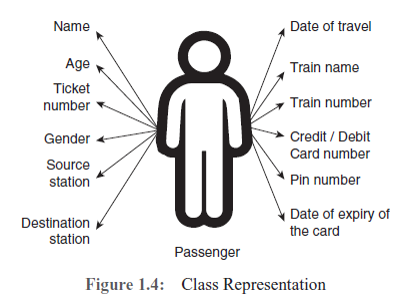 Name
Age
Ticket
number
Gender
Source
station
Destination
station
Date of travel
Train name
Train number
Credit / Debit
Card number
Pin number
Date of expiry of
the card
Passenger
Figure 1.4: Class Representation